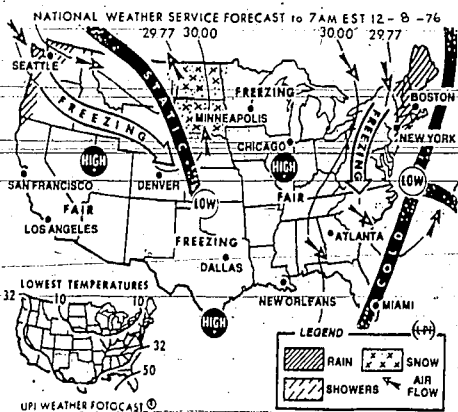 NATIONAL WEATHER SERVICE FORECAST to 7AM EST 12 - 8 - 76
29.77 30.00
30.00 29.77
SEATTLE
STATIC
FREEZING
FREEZING
MINNEAPOLIS
FREEZING
BOSTON
NEW YORK
CHICAGO
HIGH
HIGH
SAN FRANCISCO
DENVER
LOW
LOW
FAIR
FAIR
LOS ANGELES
ATLANTA
COLD
FREEZING
DALLAS
NEW ORLEANS
MIAMI
HIGH
LOWEST TEMPERATURES
32
10
10
32
50
LEGEND
UPI
RAIN
SNOW
SHOWERS
AIR FLOW
UPI WEATHER FOTOCAST